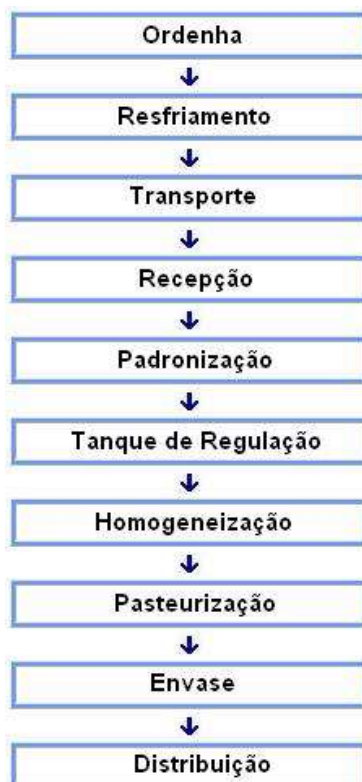 Ordenha
Resfriamento
Transporte
Recepção
Padronização
Tanque de Regulação
Homogeneização
Pasteurização
Envase
Distribuição